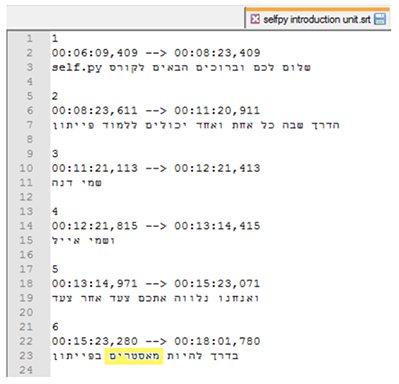 selfpy introduction unit.srt
1 1
2 00:06:09,409 --> 00:08:23,409
3 שלום לכם וברוכים הבאים לקורס self.py
4
5 2
6 00:08:23,611 --> 00:11:20,911
7 הדרך שבה כל אחת ואחד יכולים ללמוד פייתון
8
9 3
10 00:11:21,113 --> 00:12:21,413
11 שמי דנה
12
13 4
14 00:12:21,815 --> 00:13:14,415
15 ושמי אייל
16
17 5
18 00:13:14,971 --> 00:15:23,071
19 ואנחנו נלווה אתכם צעד אחר צעד
20
21 6
22 00:15:23,280 --> 00:18:01,780
23 בדרך להיות מאסטרים בפייתון
24